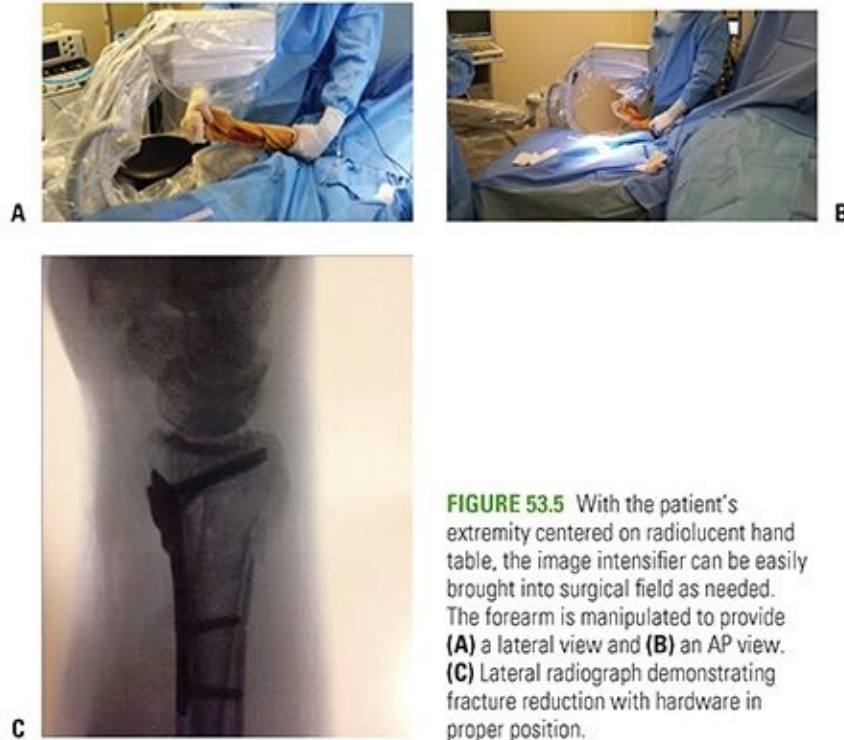 A
B
C
FIGURE 53.5 With the patient's
extremity centered on radiolucent hand
table, the image intensifier can be easily
brought into surgical field as needed.
The forearm is manipulated to provide
(A) a lateral view and (B) an AP view.
(C) Lateral radiograph demonstrating
fracture reduction with hardware in
proper position.